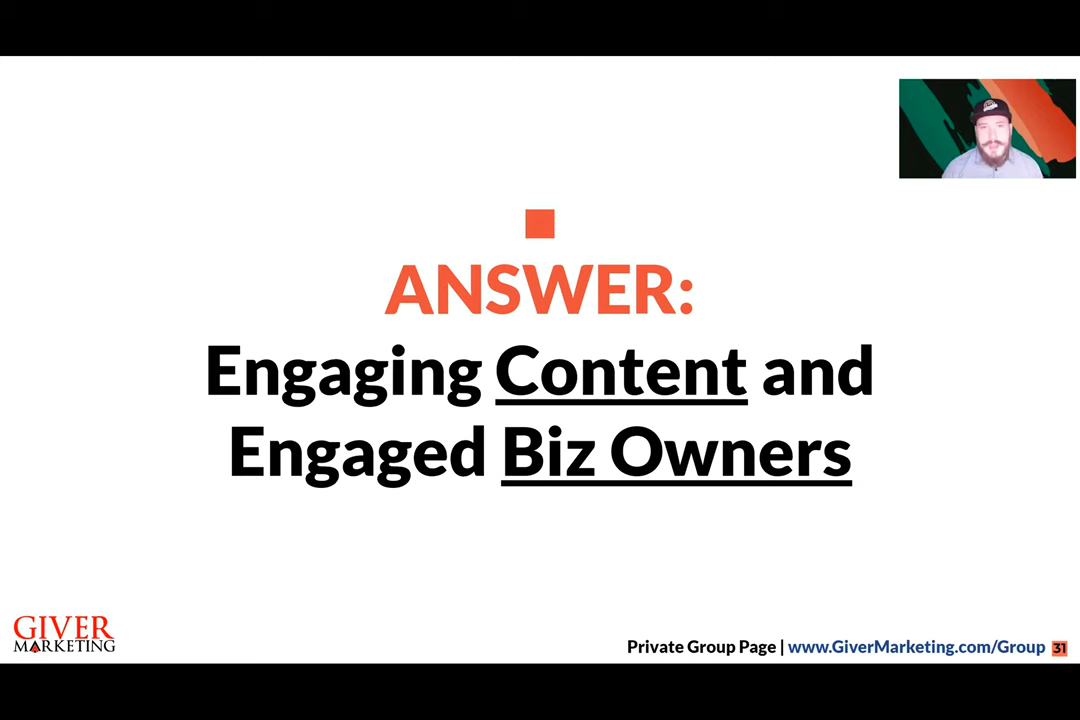 ANSWER:
Engaging Content and
Engaged Biz Owners
GIVER
MARKETING
Private Group Page | www.GiverMarketing.com/Group 31